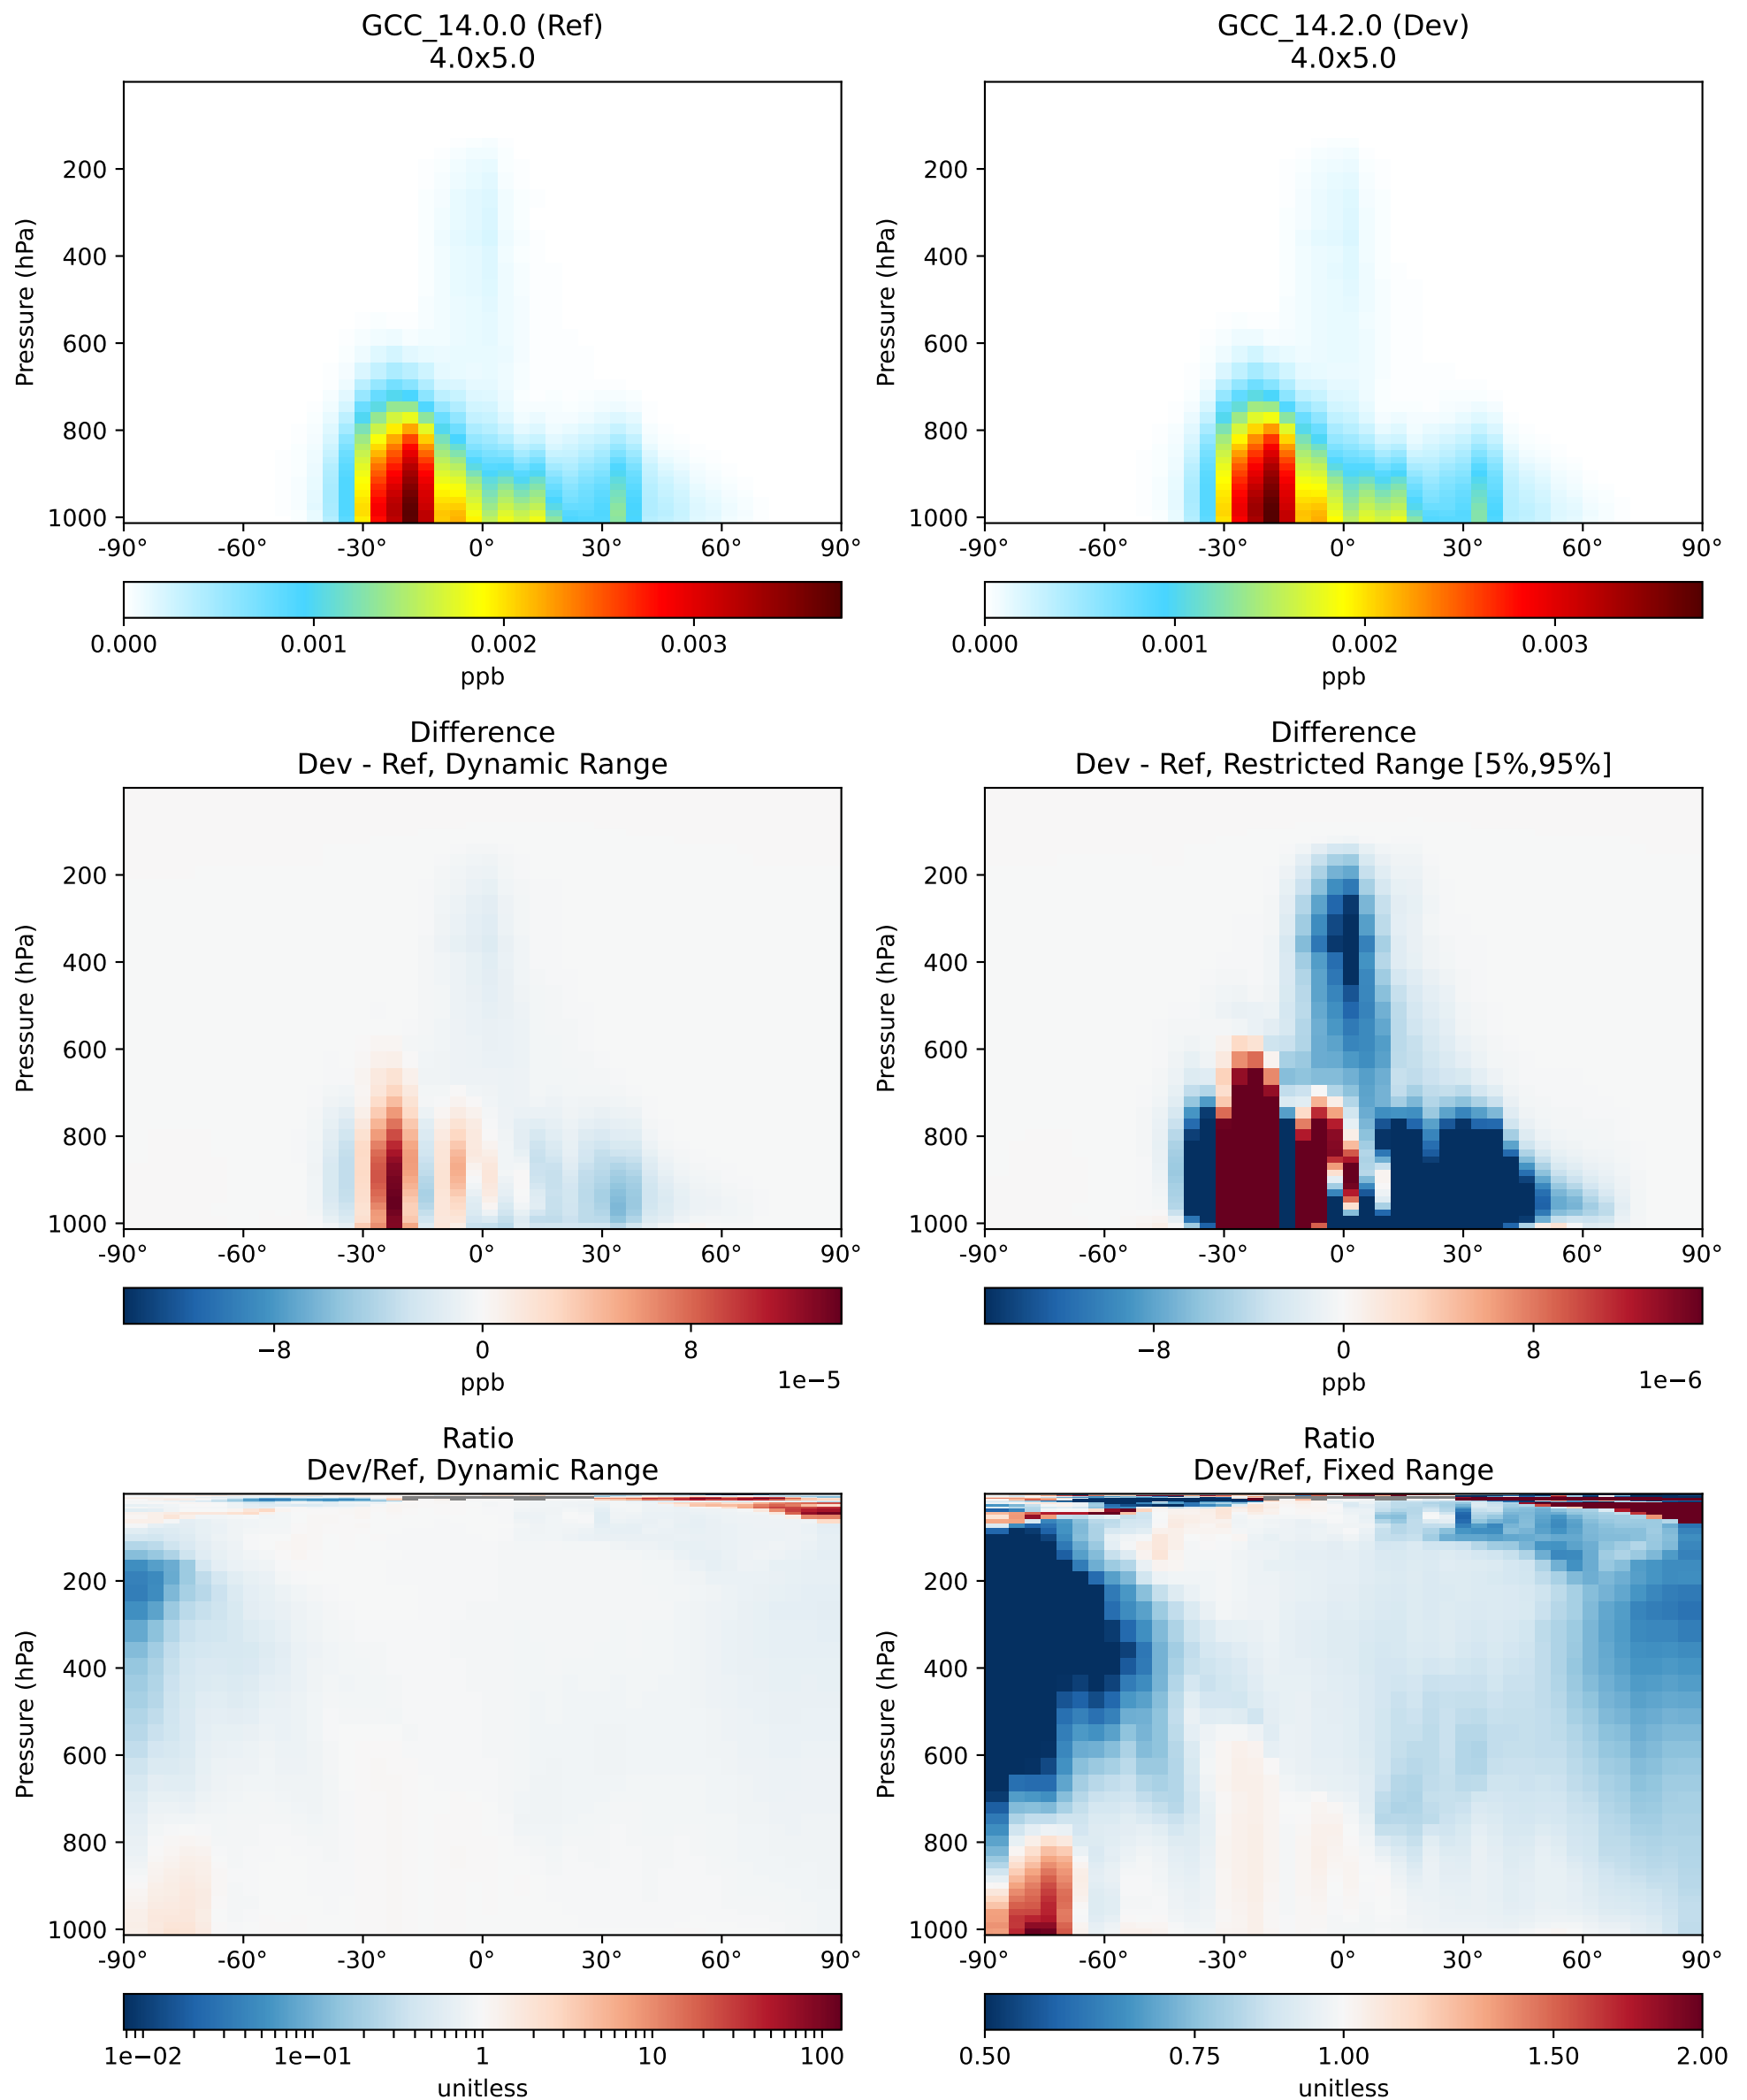 GCC_14.0.0 (Ref)
4.0x5.0
Pressure (hPa)
200
400
600
800
1000
-90° -60° -30° 0° 30° 60° 90°
0.000 0.001 0.002 0.003
ppb
GCC_14.2.0 (Dev)
4.0x5.0
Pressure (hPa)
200
400
600
800
1000
-90° -60° -30° 0° 30° 60° 90°
0.000 0.001 0.002 0.003
ppb
Difference
Dev - Ref, Dynamic Range
Pressure (hPa)
200
400
600
800
1000
-90° -60° -30° 0° 30° 60° 90°
−8 0 8
ppb 1e−5
Difference
Dev - Ref, Restricted Range [5%,95%]
Pressure (hPa)
200
400
600
800
1000
-90° -60° -30° 0° 30° 60° 90°
−8 0 8
ppb 1e−6
Ratio
Dev/Ref, Dynamic Range
Pressure (hPa)
200
400
600
800
1000
-90° -60° -30° 0° 30° 60° 90°
1e−02 1e−01 1 10 100
unitless
Ratio
Dev/Ref, Fixed Range
Pressure (hPa)
200
400
600
800
1000
-90° -60° -30° 0° 30° 60° 90°
0.50 0.75 1.00 1.50 2.00
unitless